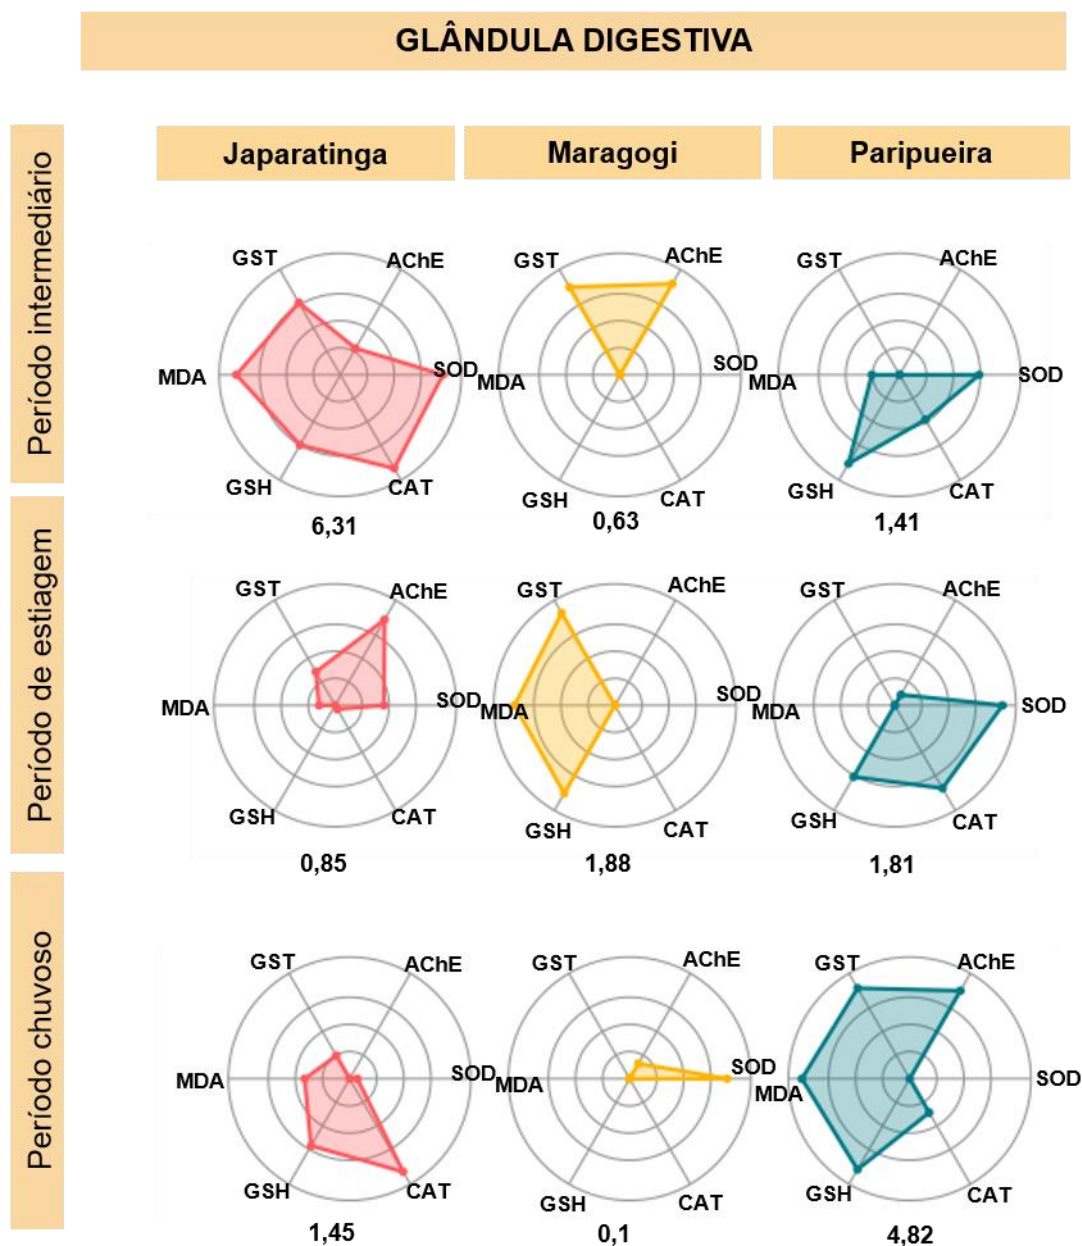 GLÂNDULA DIGESTIVA
Japaratinga
Maragogi
Paripueira
Período intermediário
GST
AChE
MDA
SOD
GSH
CAT
6,31
GST
AChE
MDA
SOD
GSH
CAT
0,63
GST
AChE
MDA
SOD
GSH
CAT
1,41
Período de estiagem
GST
AChE
MDA
SOD
GSH
CAT
0,85
GST
AChE
MDA
SOD
GSH
CAT
1,88
GST
AChE
MDA
SOD
GSH
CAT
1,81
Período chuvoso
GST
AChE
MDA
SOD
GSH
CAT
1,45
GST
AChE
MDA
SOD
GSH
CAT
0,1
GST
AChE
MDA
SOD
GSH
CAT
4,82